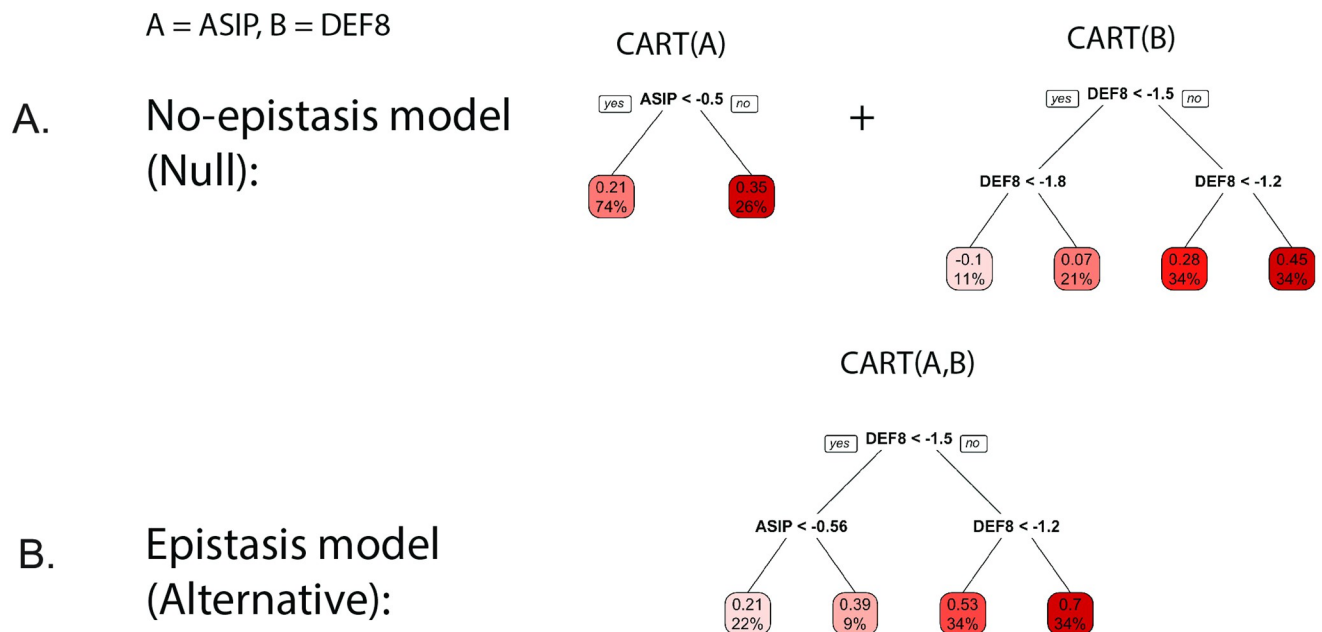 A = ASIP, B = DEF8
CART(A)
CART(B)
A.
No-epistasis model
(Null):
yes ASIP < -0.5 no
+
yes DEF8 < -1.5 no
DEF8 < -1.8
DEF8 < -1.2
0.21
74%
0.35
26%
-0.1
11%
0.07
21%
0.28
34%
0.45
34%
CART(A,B)
yes DEF8 < -1.5 no
B.
Epistasis model
(Alternative):
ASIP < -0.56
DEF8 < -1.2
0.21
22%
0.39
9%
0.53
34%
0.7
34%